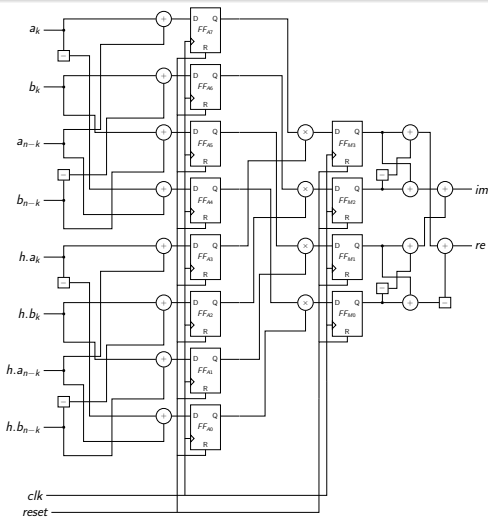 a_k
+ D Q
FF_A7
R
−
b_k
+ D Q
FF_A6
R
a_{n−k}
+ D Q
FF_A5
R
× D Q
FF_M3
R
+
−
b_{n−k}
−
+ D Q
FF_A4
R
× D Q
FF_M2
R
+ + im
h.a_k
+ D Q
FF_A3
R
× D Q
FF_M1
R
+ + re
−
−
h.b_k
+ D Q
FF_A2
R
× D Q
FF_M0
R
+ −
h.a_{n−k}
+ D Q
FF_A1
R
−
h.b_{n−k}
+ D Q
FF_A0
R
clk
reset